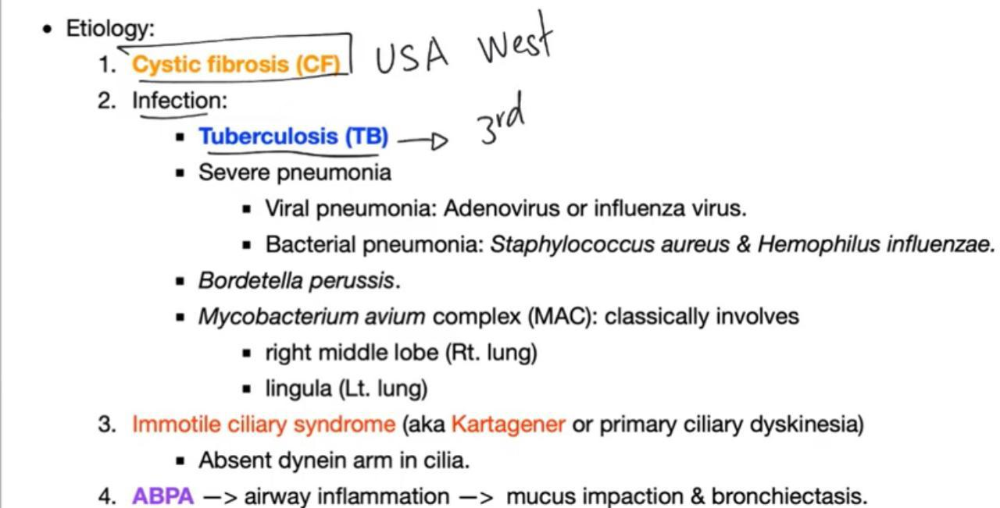 • Etiology:
1. Cystic fibrosis (CF) USA West
2. Infection:
▪ Tuberculosis (TB) → 3rd
▪ Severe pneumonia
▪ Viral pneumonia: Adenovirus or influenza virus.
▪ Bacterial pneumonia: Staphylococcus aureus & Hemophilus influenzae.
▪ Bordetella perussis.
▪ Mycobacterium avium complex (MAC): classically involves
▪ right middle lobe (Rt. lung)
▪ lingula (Lt. lung)
3. Immotile ciliary syndrome (aka Kartagener or primary ciliary dyskinesia)
▪ Absent dynein arm in cilia.
4. ABPA —> airway inflammation —> mucus impaction & bronchiectasis.